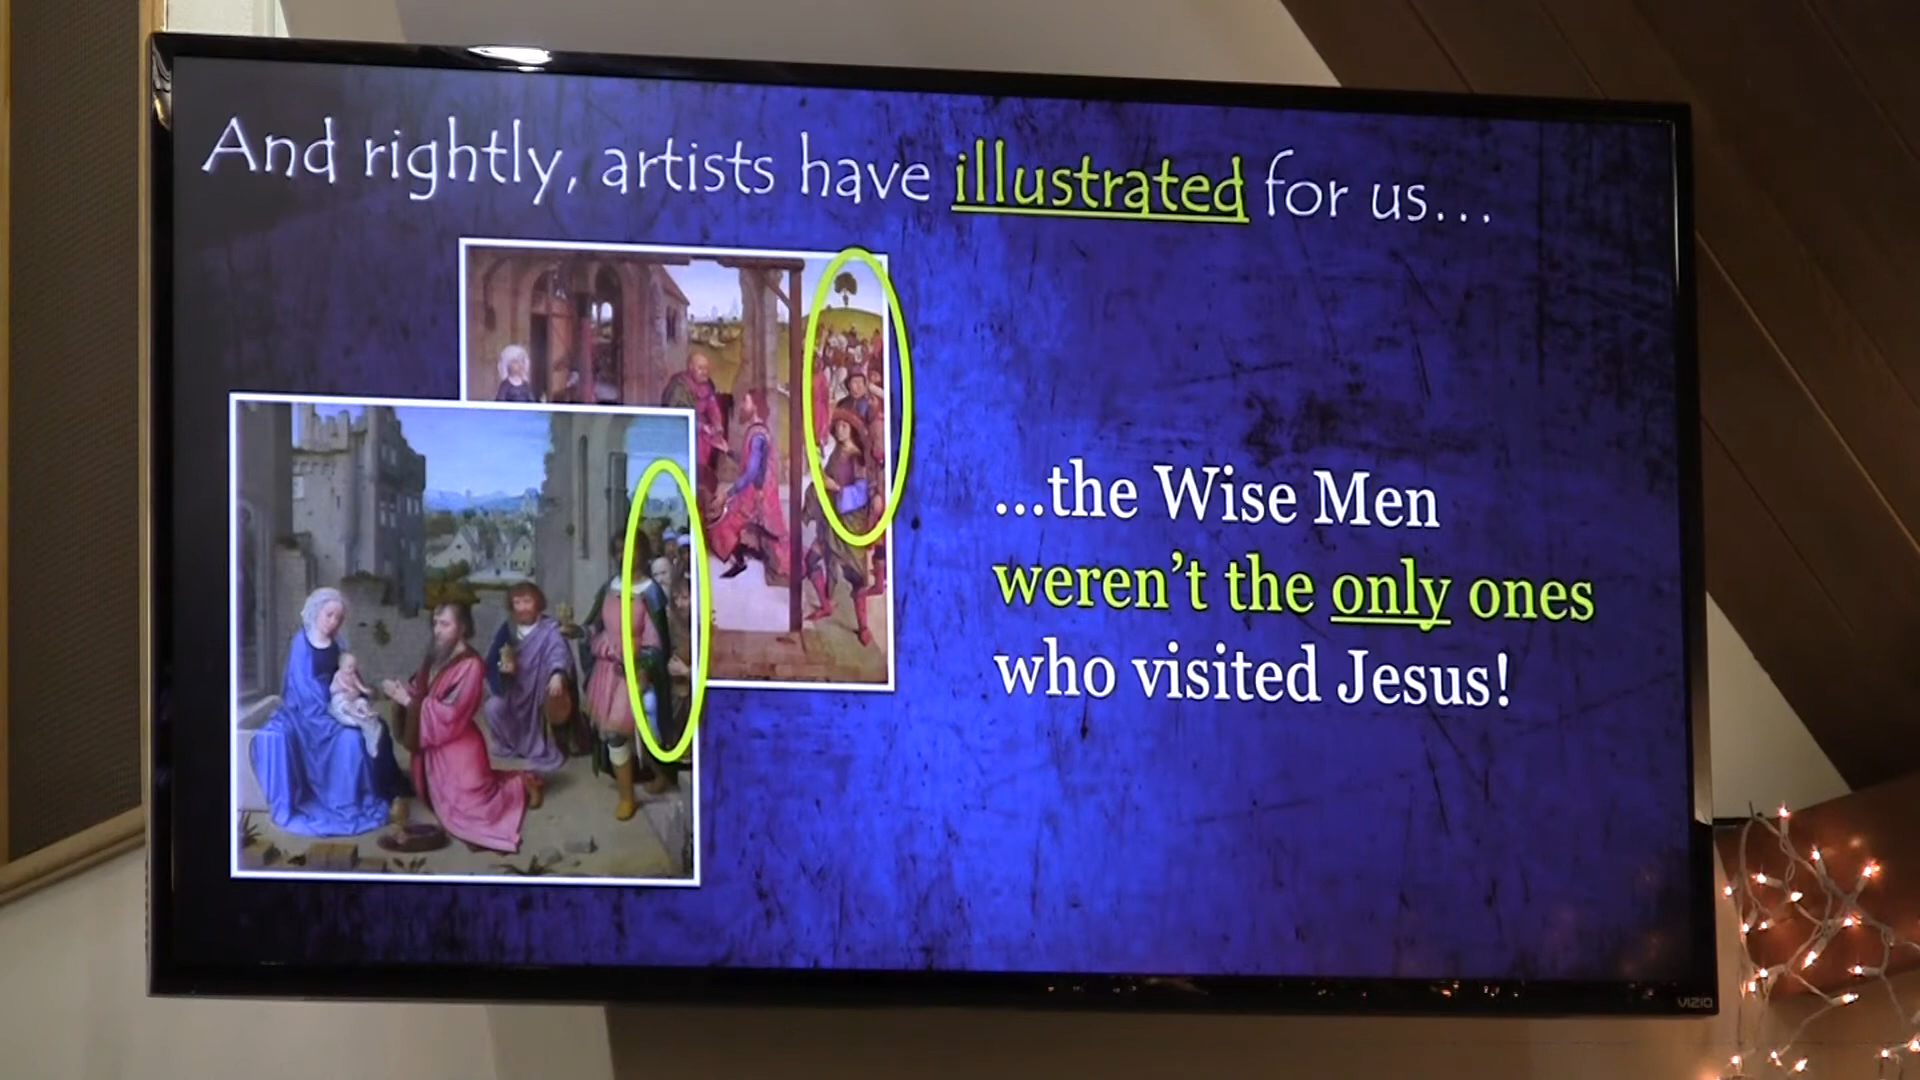 And rightly, artists have illustrated for us...
...the Wise Men
weren't the only ones
who visited Jesus!
VIZIO